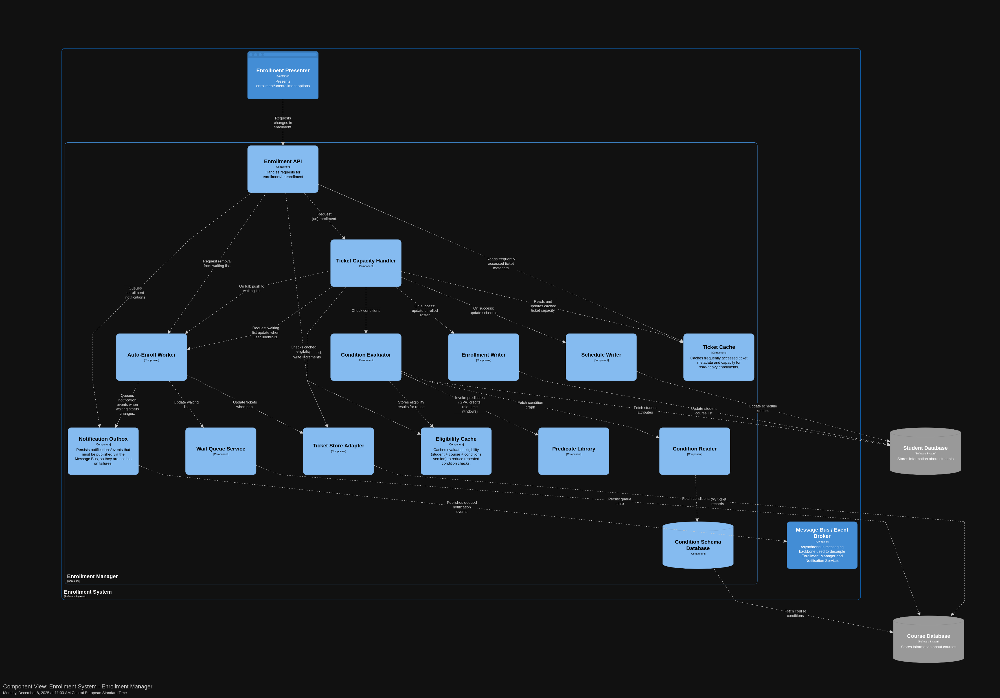 Enrollment Presenter
[Container]
Presents
enrollment/unenrollment options
Requests
changes in
enrollment.
Enrollment API
[Component]
Handles requests for
enrollment/unenrollment
Request
(un)enrollment.
Ticket Capacity Handler
[Component]
Request removal
from waiting list.
Reads frequently
accessed ticket
metadata
Queues
enrollment
notifications
On full: push to
waiting list
Check conditions
On success:
update enrolled
roster
On success:
update schedule
Reads and
updates cached
ticket capacity
Request waiting
list update when
user unenrolls.
Checks cached
eligibility
ed;
write increments
Auto-Enroll Worker
[Component]
Condition Evaluator
[Component]
Enrollment Writer
[Component]
Schedule Writer
[Component]
Ticket Cache
[Component]
Caches frequently accessed ticket
metadata and capacity for
read-heavy enrollments.
Queues
notification
events when
waiting status
changes.
Update waiting
list
Update tickets
when pop.
Stores eligibility
results for reuse
Invoke predicates
(GPA, credits,
role, time
windows)
Fetch condition
graph
Fetch student
attributes
Update student
course list
Update schedule
entries
Notification Outbox
[Component]
Persists notifications/events that
must be published via the
Message Bus, so they are not lost
on failures.
Wait Queue Service
[Component]
Ticket Store Adapter
[Component]
Eligibility Cache
[Component]
Caches evaluated eligibility
(student + course + conditions
version) to reduce repeated
condition checks.
Predicate Library
[Component]
Condition Reader
[Component]
Student Database
[Software System]
Stores information about students
Publishes queued
notification
events
Persist queue
state
Fetch conditions.
/W ticket
records
Condition Schema
Database
[Component]
Message Bus / Event
Broker
[Container]
Asynchronous messaging
backbone used to decouple
Enrollment Manager and
Notification Service.
Enrollment Manager
[Container]
Enrollment System
[Software System]
Fetch course
conditions
Course Database
[Software System]
Stores information about courses
Component View: Enrollment System - Enrollment Manager
Monday, December 8, 2025 at 11:03 AM Central European Standard Time